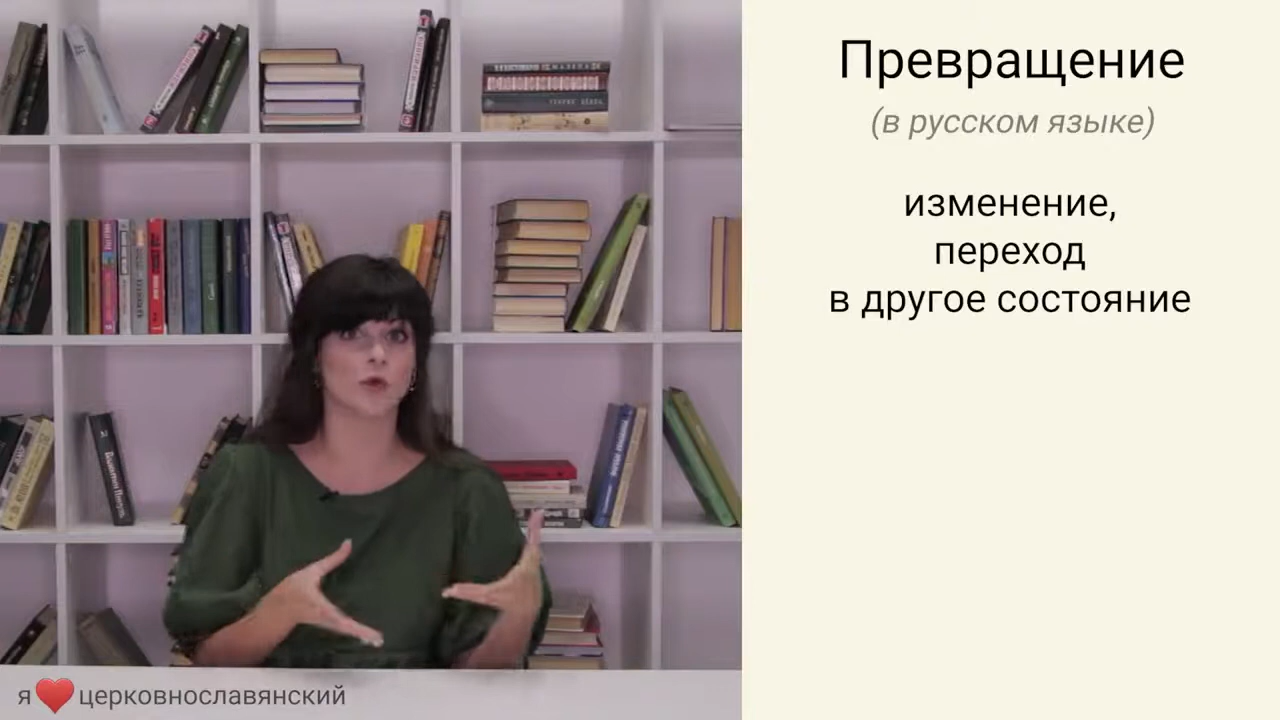 Превращение
(в русском языке)
изменение,
переход
в другое состояние
я❤️церковнославянский